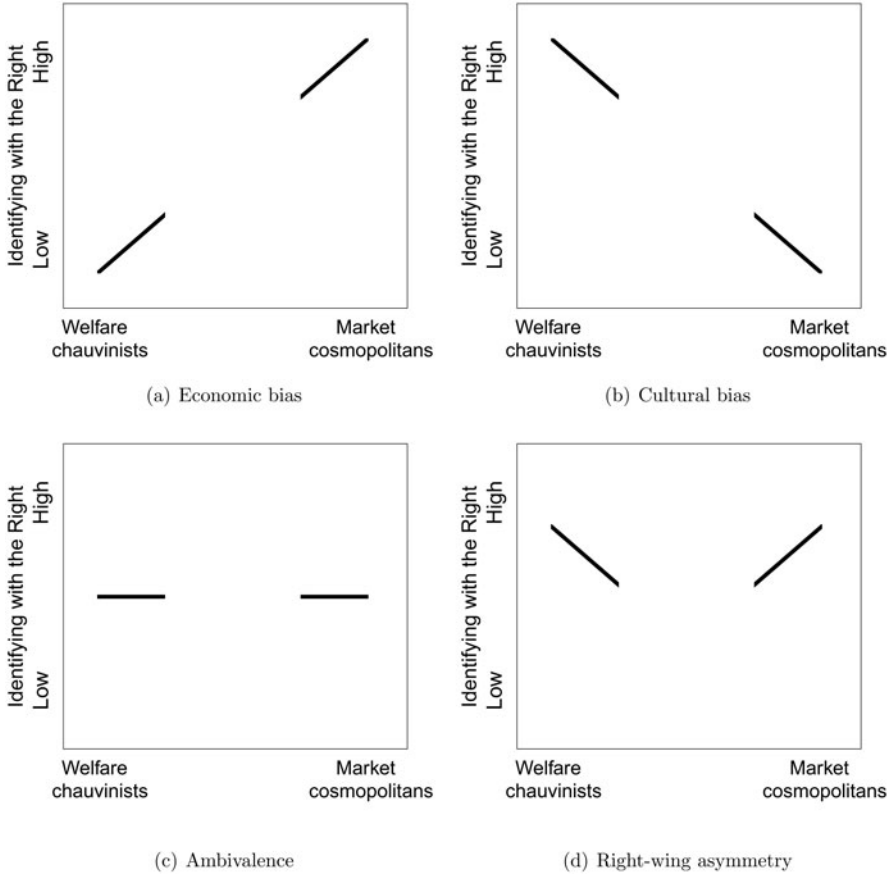 Identifying with the Right
Low High
Welfare
chauvinists
Market
cosmopolitans
(a) Economic bias
Identifying with the Right
Low High
Welfare
chauvinists
Market
cosmopolitans
(b) Cultural bias
Identifying with the Right
Low High
Welfare
chauvinists
Market
cosmopolitans
(c) Ambivalence
Identifying with the Right
Low High
Welfare
chauvinists
Market
cosmopolitans
(d) Right-wing asymmetry